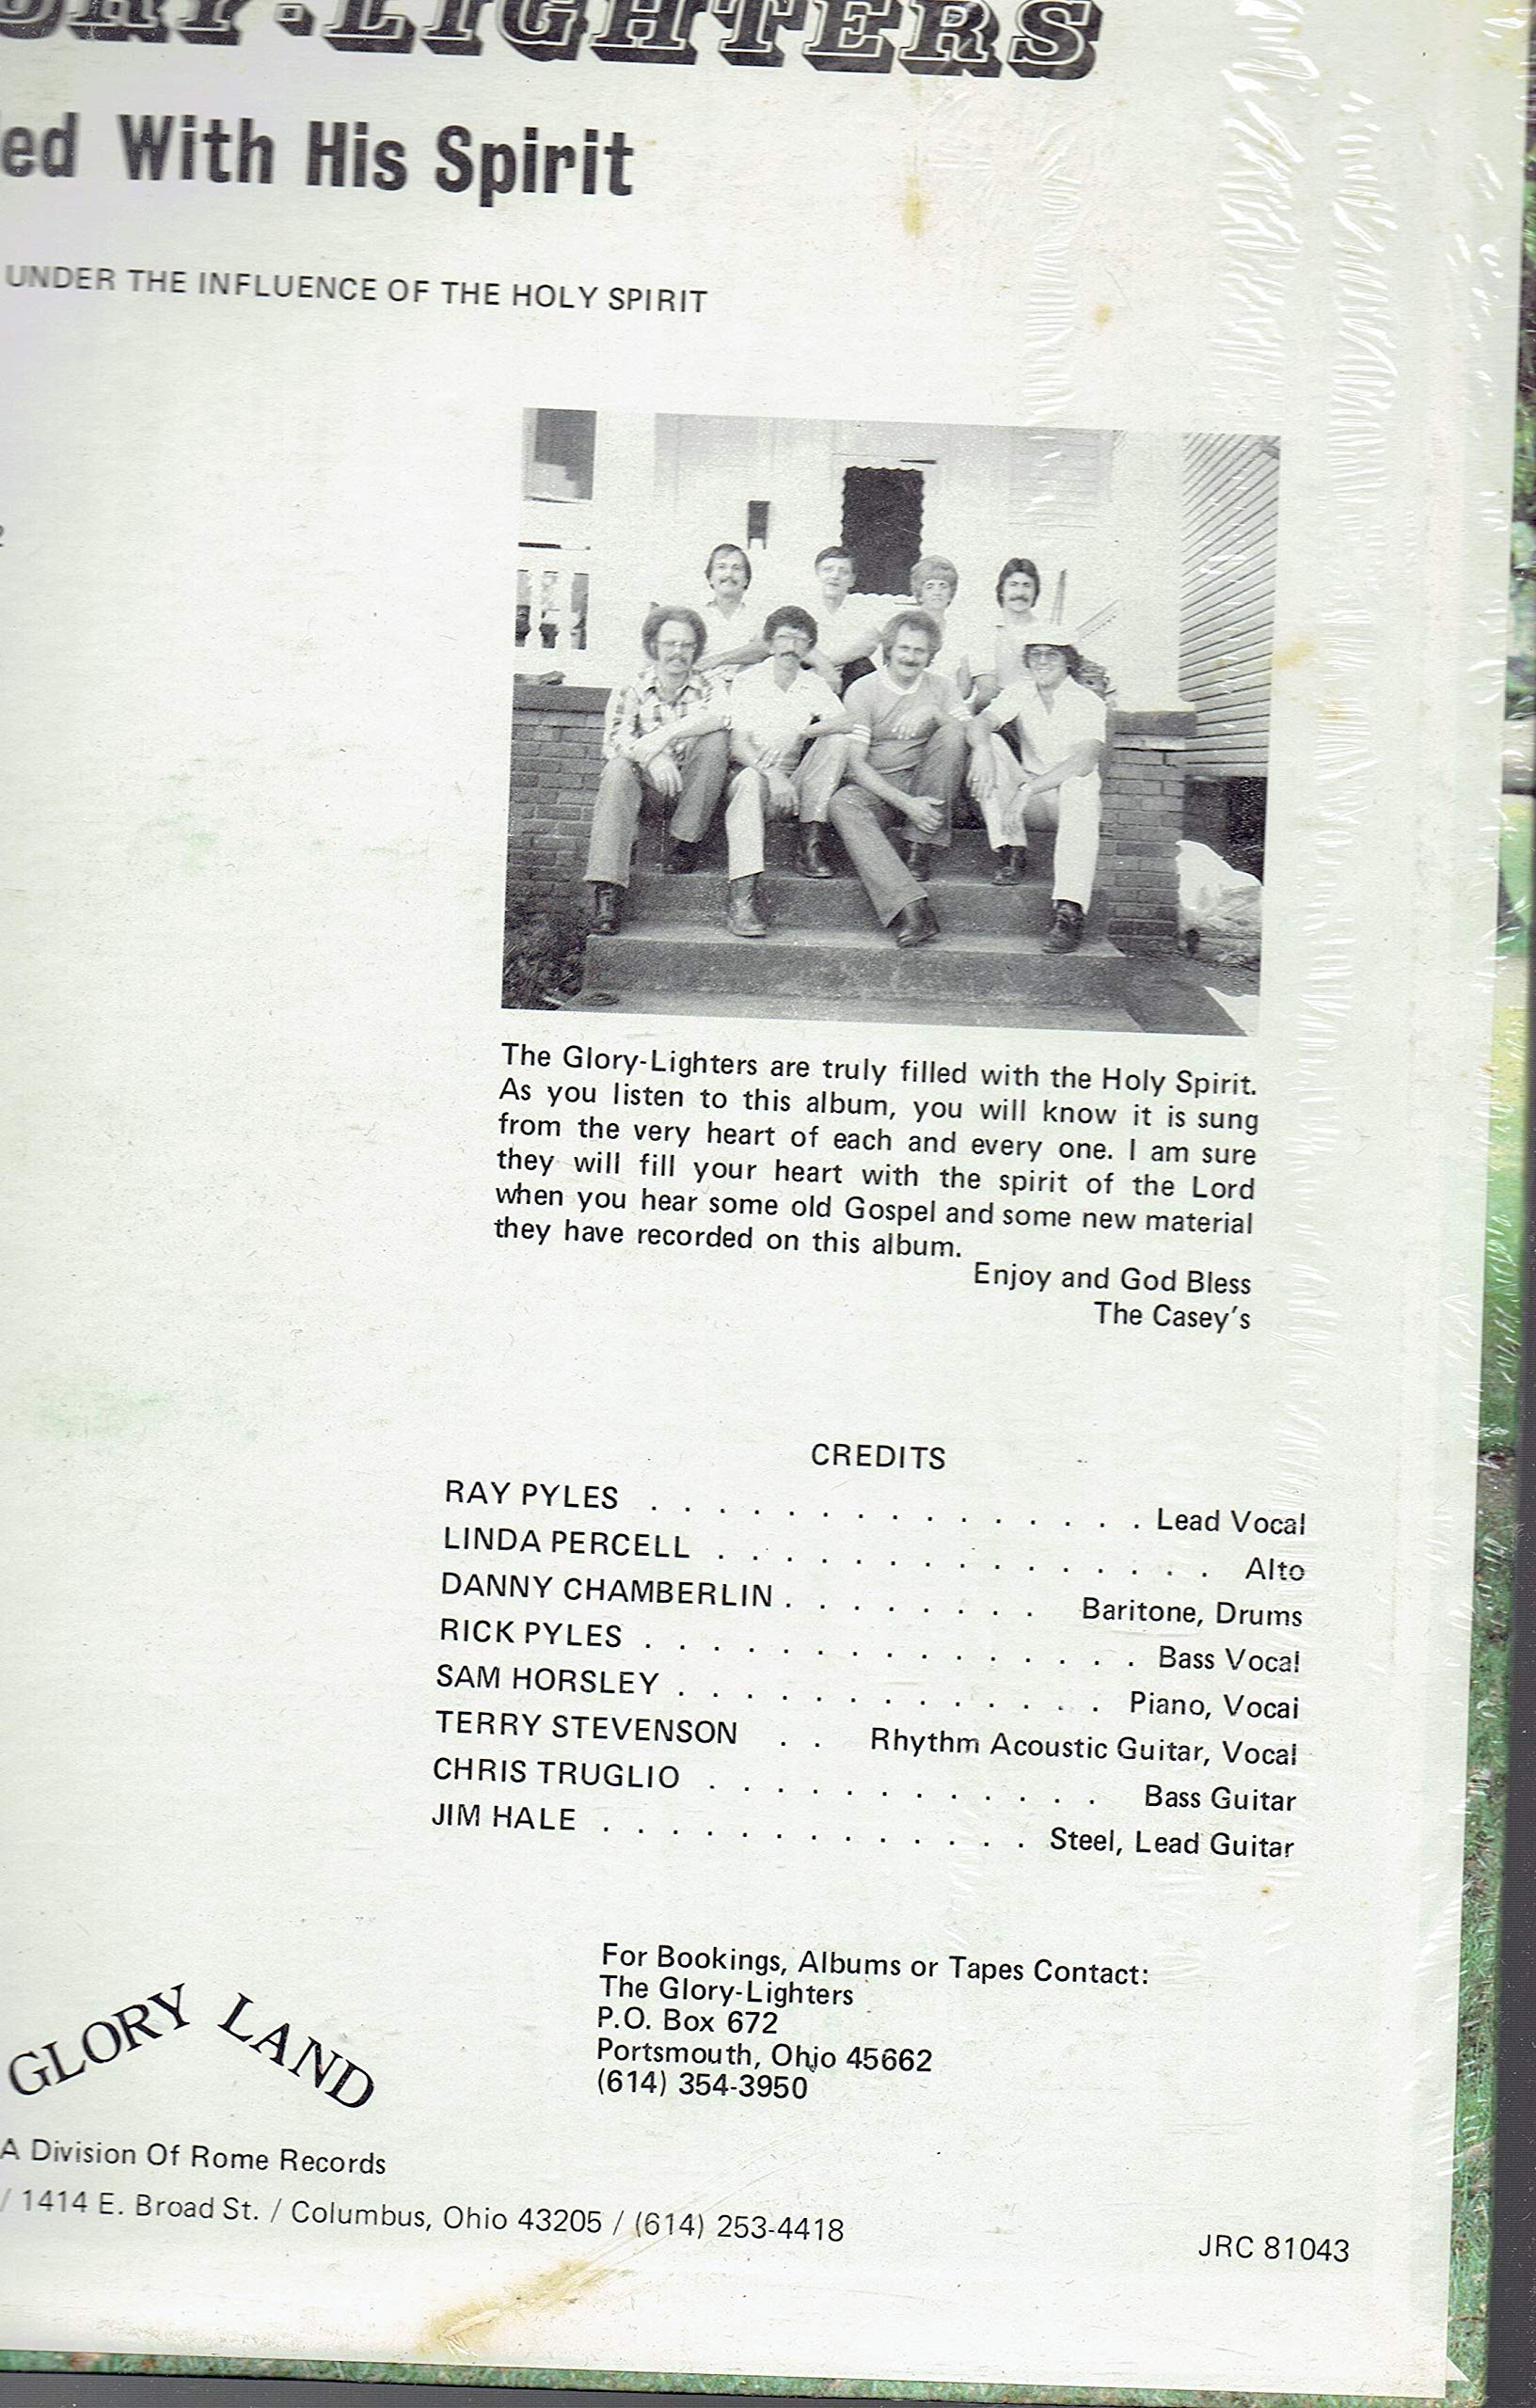 RY-LIGHTERS
ed With His Spirit
UNDER THE INFLUENCE OF THE HOLY SPIRIT
2
The Glory-Lighters are truly filled with the Holy Spirit.
As you listen to this album, you will know it is sung
from the very heart of each and every one. I am sure
they will fill your heart with the spirit of the Lord
when you hear some old Gospel and some new material
they have recorded on this album.
Enjoy and God Bless
The Casey's
CREDITS
RAY PYLES . . . . . . . . . . . . . . . Lead Vocal
LINDA PERCELL . . . . . . . . . . . . . . . Alto
DANNY CHAMBERLIN . . . . . . . . Baritone, Drums
RICK PYLES . . . . . . . . . . . . . . . Bass Vocal
SAM HORSLEY . . . . . . . . . . . . . Piano, Vocai
TERRY STEVENSON . . Rhythm Acoustic Guitar, Vocal
CHRIS TRUGLIO . . . . . . . . . . . . Bass Guitar
JIM HALE . . . . . . . . . . . . . Steel, Lead Guitar
For Bookings, Albums or Tapes Contact:
The Glory-Lighters
P.O. Box 672
Portsmouth, Ohio 45662
(614) 354-3950
GLORY LAND
A Division Of Rome Records
/ 1414 E. Broad St. / Columbus, Ohio 43205 / (614) 253-4418
JRC 81043